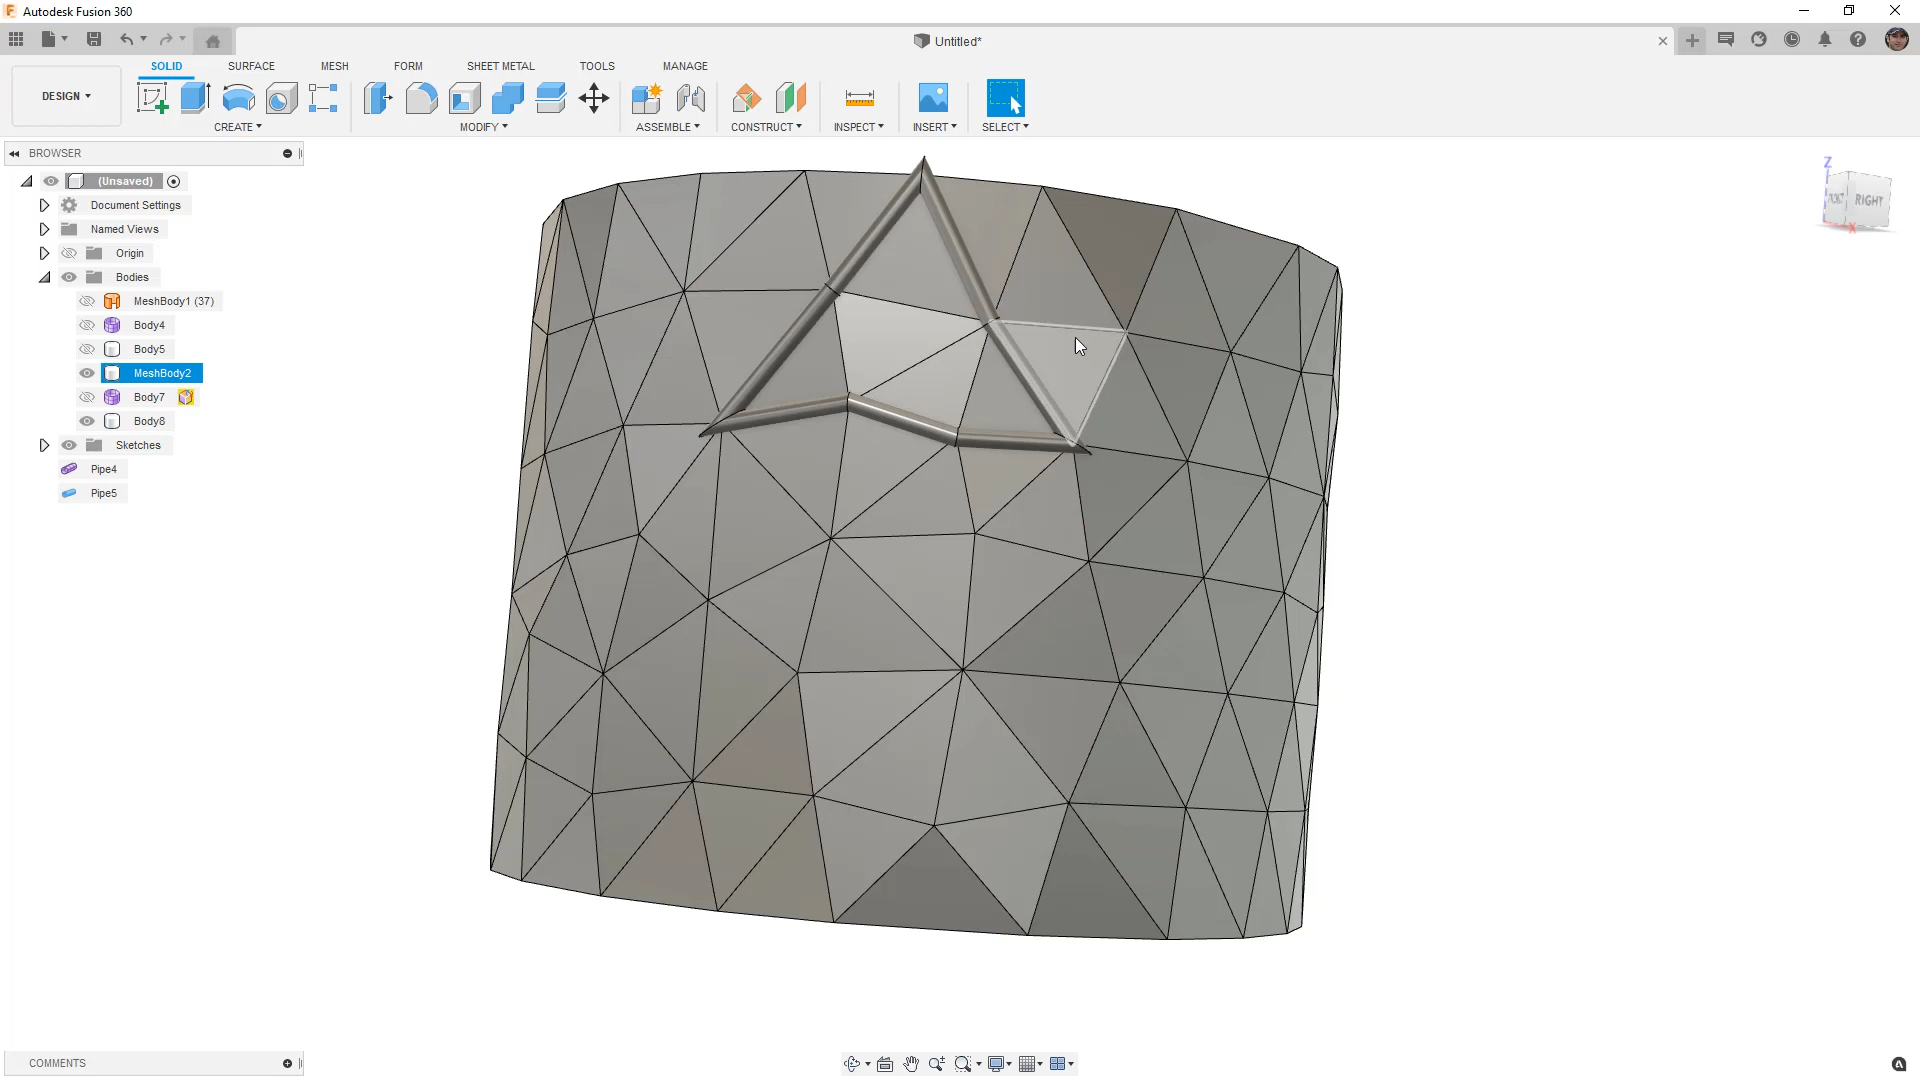 Autodesk Fusion 360
Untitled*
SOLID SURFACE MESH FORM SHEET METAL TOOLS MANAGE
DESIGN
CREATE MODIFY ASSEMBLE CONSTRUCT INSPECT INSERT SELECT
BROWSER
(Unsaved)
Document Settings
Named Views
Origin
Bodies
MeshBody1 (37)
Body4
Body5
MeshBody2
Body7
Body8
Sketches
Pipe4
Pipe5
Z
FRONT RIGHT
X
COMMENTS